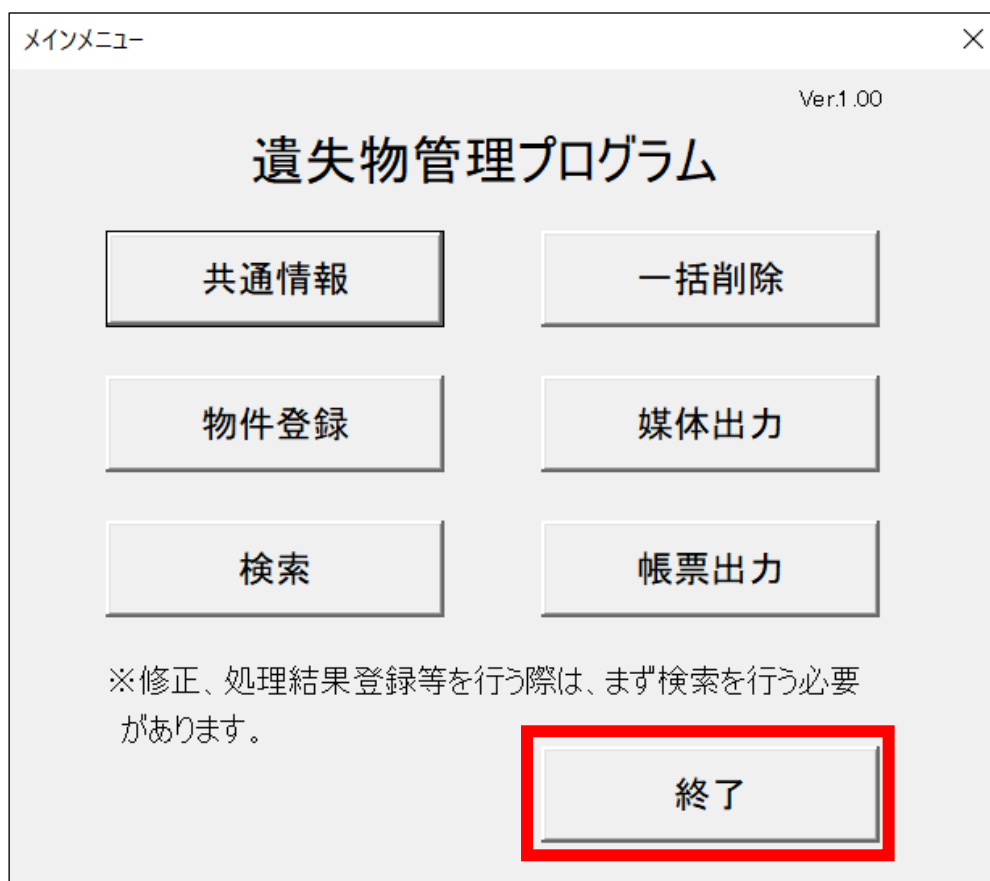 メインメニュー
Ver.1.00
遺失物管理プログラム
共通情報
一括削除
物件登録
媒体出力
検索
帳票出力
※修正、処理結果登録等を行う際は、まず検索を行う必要
があります。
終了